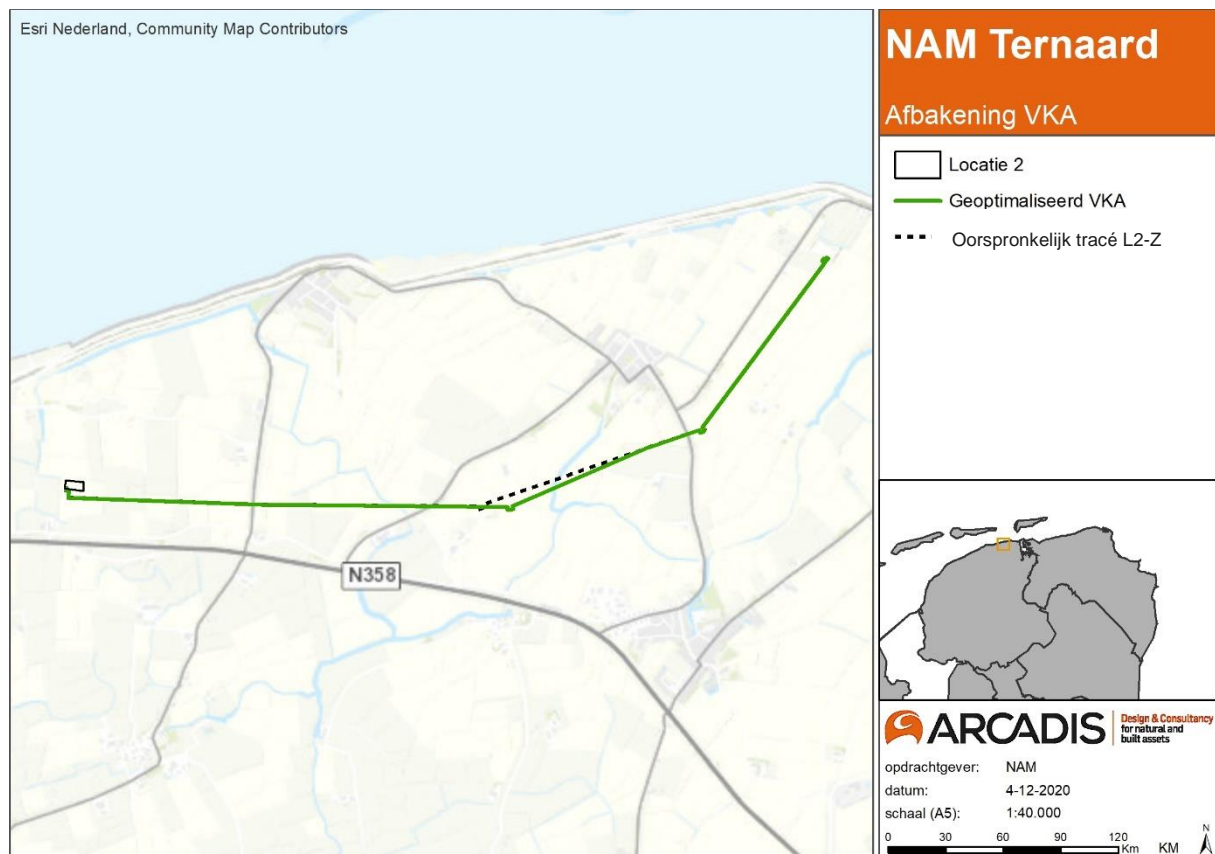 Esri Nederland, Community Map Contributors
N358
NAM Ternaard
Afbakening VKA
Locatie 2
Geoptimaliseerd VKA
Oorspronkelijk tracé L2-Z
ARCADIS
Design & Consultancy
for natural and
built assets
opdrachtgever: NAM
datum: 4-12-2020
schaal (A5): 1:40.000
0 30 60 90 120
Km KM
N